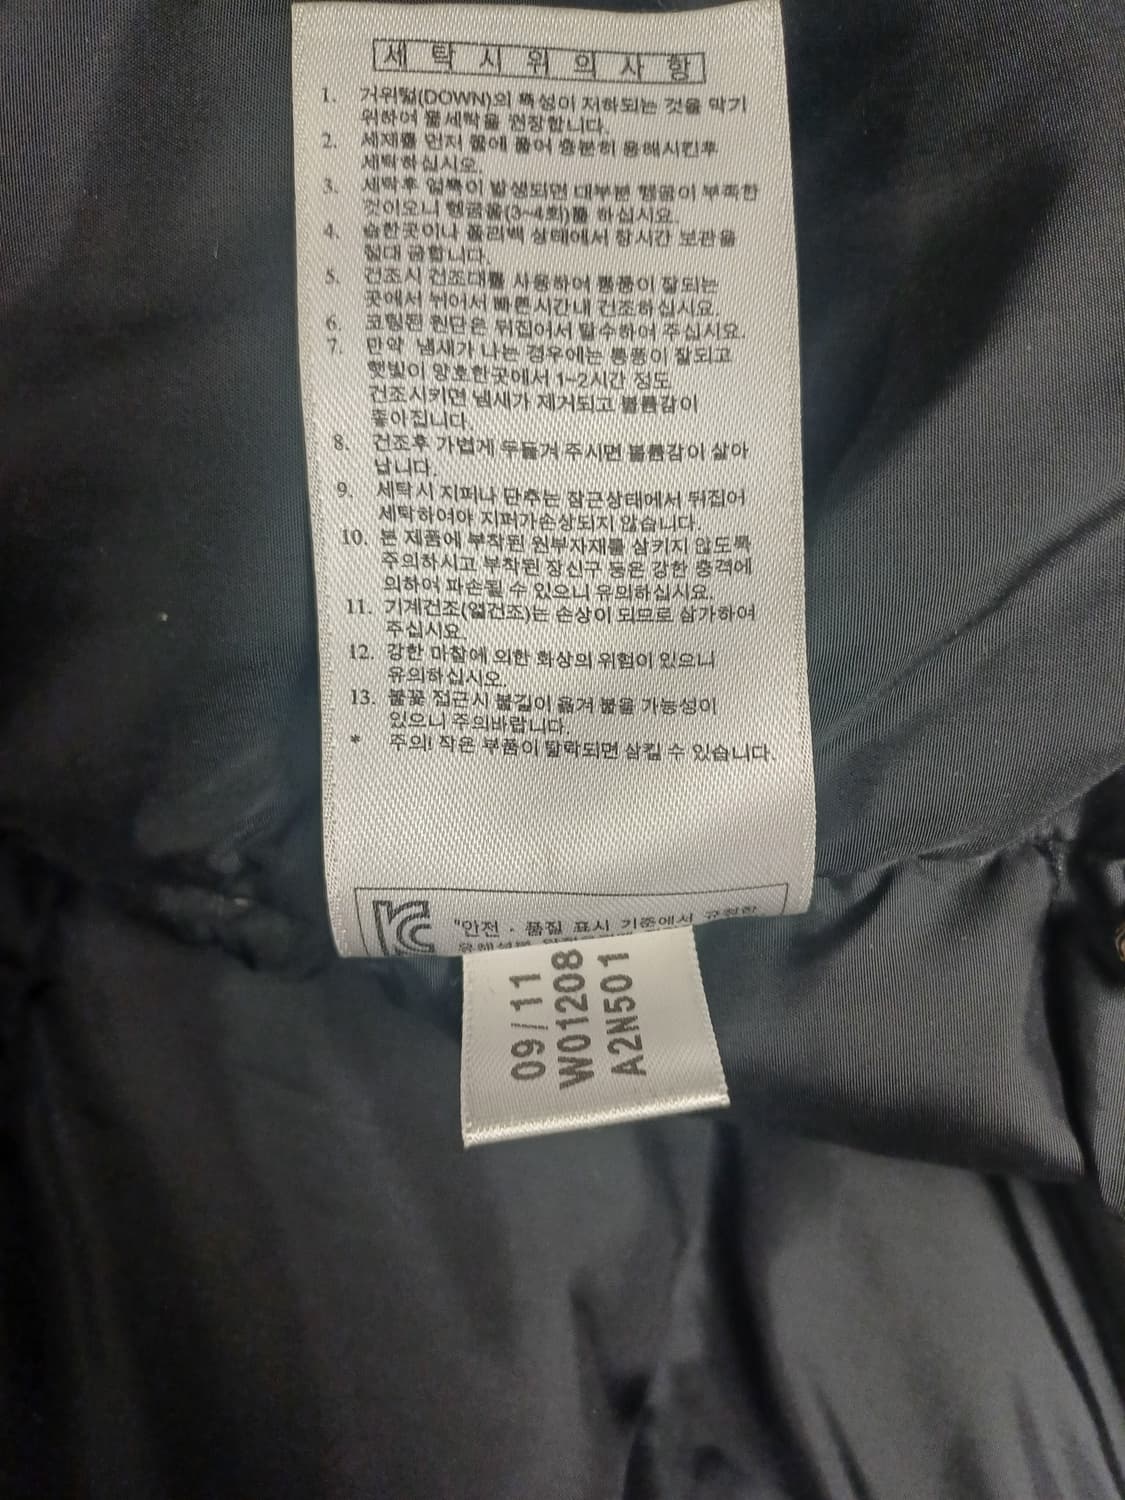 세 탁 시 유 의 사 항
1. 거위털(DOWN)의 특성이 저하되는 것을 막기
위하여 물세탁을 권장합니다.
2. 세제를 먼저 물에 풀어 충분히 용해시킨후
세탁하십시오.
3. 세탁후 얼룩이 발생되면 대부분 헹굼이 부족한
것이오니 헹굼을(3~4회)를 하십시요.
4. 습한곳이나 폴리백 상태에서 장시간 보관을
절대 금합니다.
5. 건조시 건조대를 사용하여 통풍이 잘되는
곳에서 뉘어서 빠른시간내 건조하십시요.
6. 코팅된 원단은 뒤집어서 탈수하여 주십시요.
7. 만약 냄새가 나는 경우에는 통풍이 잘되고
햇빛이 양호한곳에서 1~2시간 정도
건조시키면 냄새가 제거되고 볼륨감이
좋아집니다.
8. 건조후 가볍게 두들겨 주시면 볼륨감이 살아
납니다.
9. 세탁시 지퍼나 단추는 잠근상태에서 뒤집어
세탁하여야 지퍼가손상되지 않습니다.
10. 본 제품에 부착된 원부자재를 삼키지 않도록
주의하시고 부착된 장신구 등은 강한 충격에
의하여 파손될 수 있으니 유의하십시요.
11. 기계건조(열건조)는 손상이 되므로 삼가하여
주십시요.
12. 강한 마찰에 의한 화상의 위험이 있으니
유의하십시오.
13. 불꽃 접근시 불길이 옮겨 붙을 가능성이
있으니 주의바랍니다.
* 주의! 작은 부품이 탈락되면 삼킬 수 있습니다.
"안전·품질 표시 기준에서 규정한
09/11
W01208
A2N501